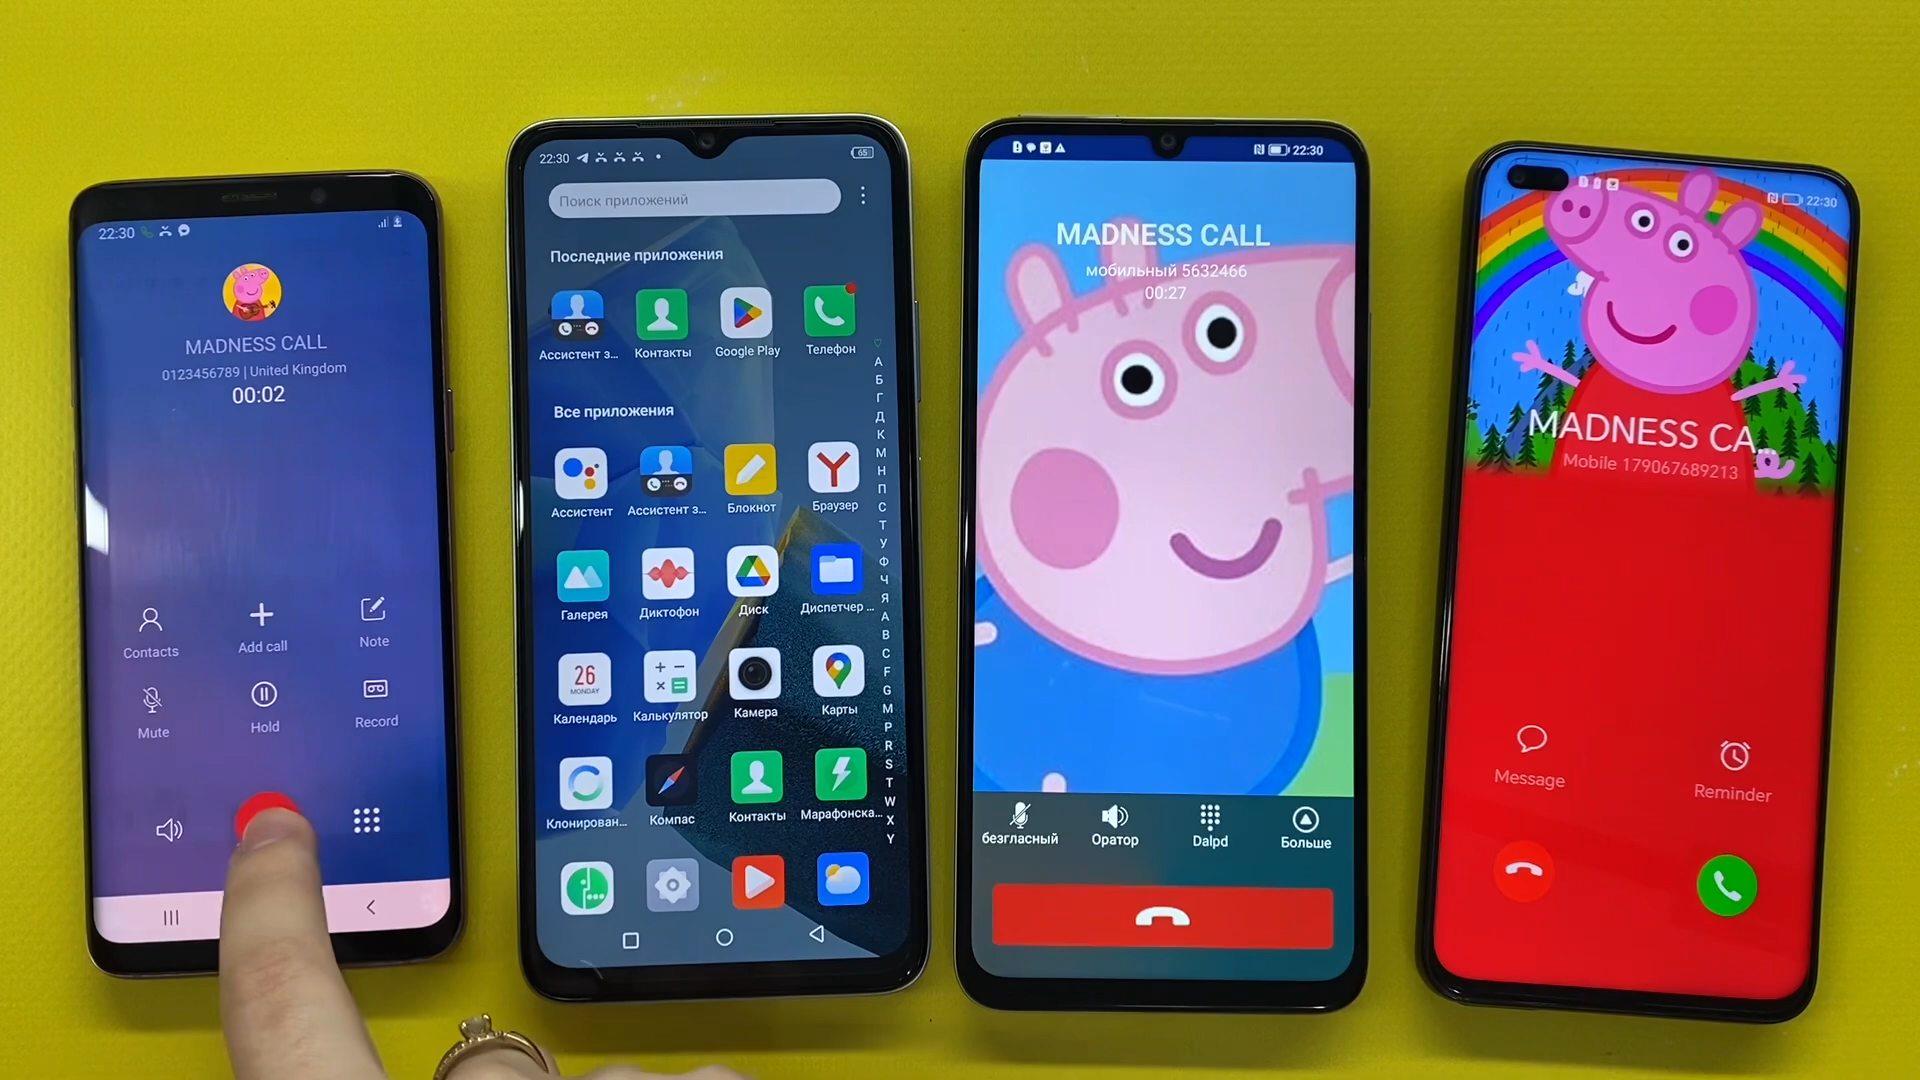 22:30
MADNESS CALL
0123456789 | United Kingdom
00:02
Contacts
Add call
Note
Mute
Hold
Record
22:30
65
Поиск приложений
Последние приложения
Ассистент з...
Контакты
Google Play
Телефон
Все приложения
Ассистент
Ассистент з...
Блокнот
Браузер
Галерея
Диктофон
Диск
Диспетчер ...
26
MONDAY
Календарь
Калькулятор
Камера
Карты
Клонирован...
Компас
Контакты
Марафонска...
А
Б
Г
Д
К
М
Н
П
С
Т
У
Ф
Ч
Я
A
B
C
F
G
M
P
R
S
T
W
X
Y
22:30
MADNESS CALL
мобильный 5632466
00:27
безгласный
Оратор
Dalpd
Больше
22:30
MADNESS CA
Mobile 179067689213
Message
Reminder